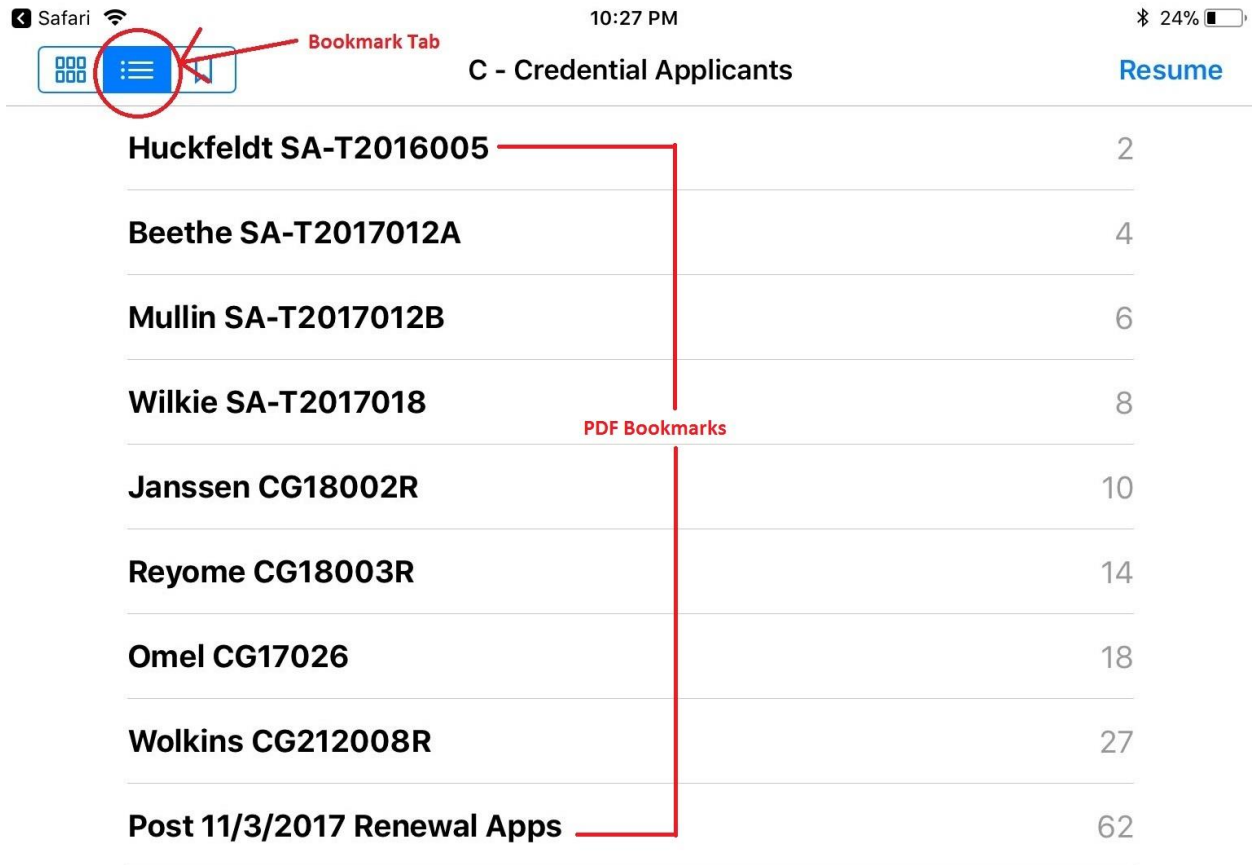 Safari 10:27 PM 24%
Bookmark Tab
C - Credential Applicants Resume
Huckfeldt SA-T2016005 2
Beethe SA-T2017012A 4
Mullin SA-T2017012B 6
Wilkie SA-T2017018 8
PDF Bookmarks
Janssen CG18002R 10
Reyome CG18003R 14
Omel CG17026 18
Wolkins CG212008R 27
Post 11/3/2017 Renewal Apps 62